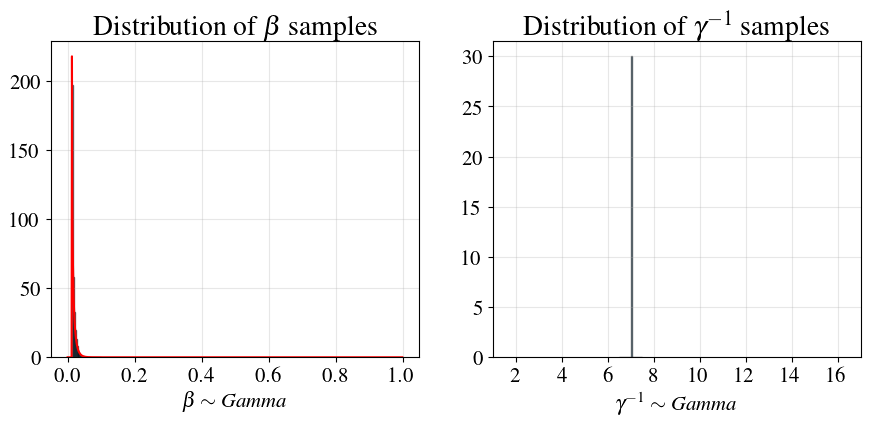 Distribution of β samples
200
150
100
50
0
0.0 0.2 0.4 0.6 0.8 1.0
β ~ Gamma
Distribution of γ⁻¹ samples
30
25
20
15
10
5
0
2 4 6 8 10 12 14 16
γ⁻¹ ~ Gamma